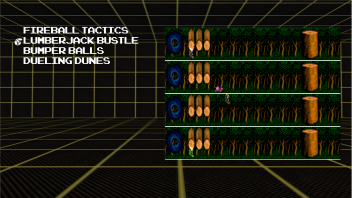 FIREBALL TACTICS
LUMBERJACK BUSTLE
BUMPER BALLS
DUELING DUNES